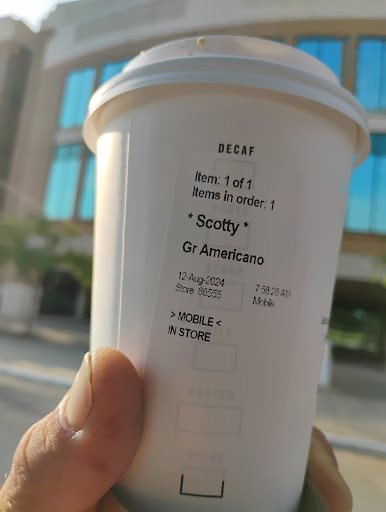 DECAF
Item: 1 of 1
Items in order: 1
* Scotty *
Gr Americano
12-Aug-2024 7:58:28 AM
Store: 66555 Mobile
> MOBILE <
IN STORE